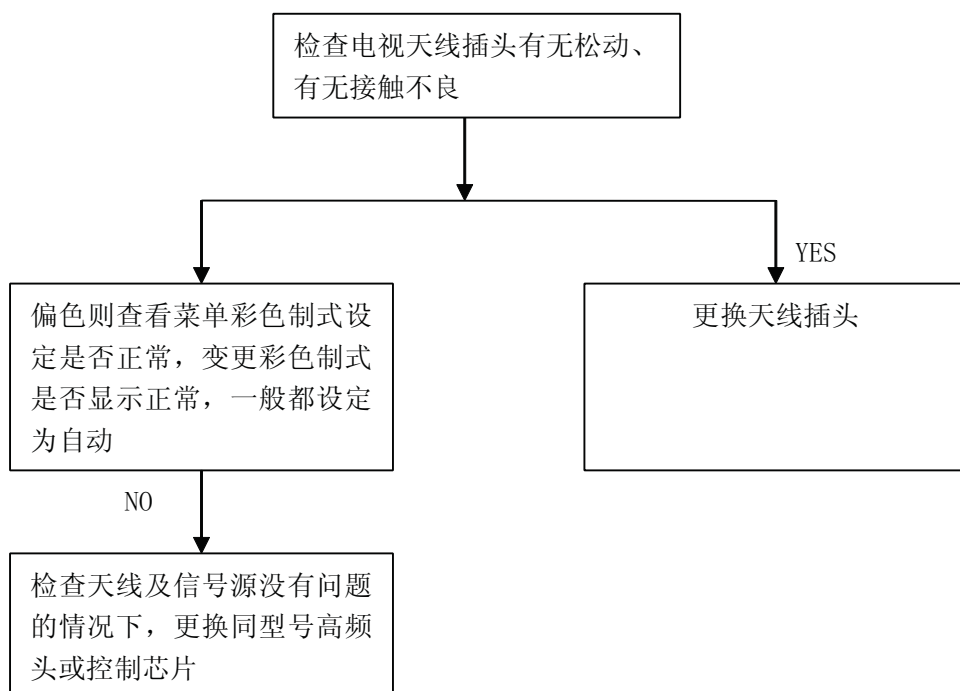 检查电视天线插头有无松动、
有无接触不良
YES
偏色则查看菜单彩色制式设
定是否正常，变更彩色制式
是否显示正常，一般都设定
为自动
更换天线插头
NO
检查天线及信号源没有问题
的情况下，更换同型号高频
头或控制芯片